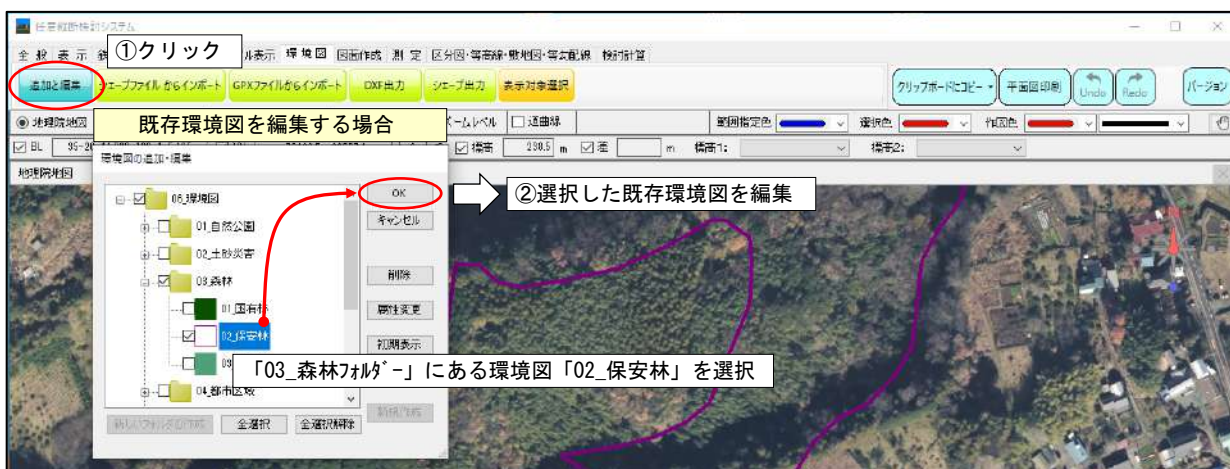 任意縦断検討システム
全 般 表 示 鉄 ①クリック ル表示 環 境 図 図面作成 測 定 区分図・等高線・敷地図・等支配線 検討計算
追加と編集 シェープファイルからインポート GPXファイルからインポート DXF出力 シェープ出力 表示対象選択 クリップボードにコピー 平面図印刷 Undo Redo バージョン
地理院地図 既存環境図を編集する場合 ズームレベル 道曲線 範囲指定色 選択色 作図色
BL 標高 230.5 m 差 m 標高1: 標高2:
環境図の追加・編集
地理院地図
06_環境図 OK ②選択した既存環境図を編集
01_自然公園 キャンセル
02_土砂災害
03_森林 削除
01_国有林 属性変更
02_保安林 初期表示
03
「03_森林フォルダー」にある環境図「02_保安林」を選択
04_都市区域
新しいフォルダの作成 全選択 全選択解除 新規作成